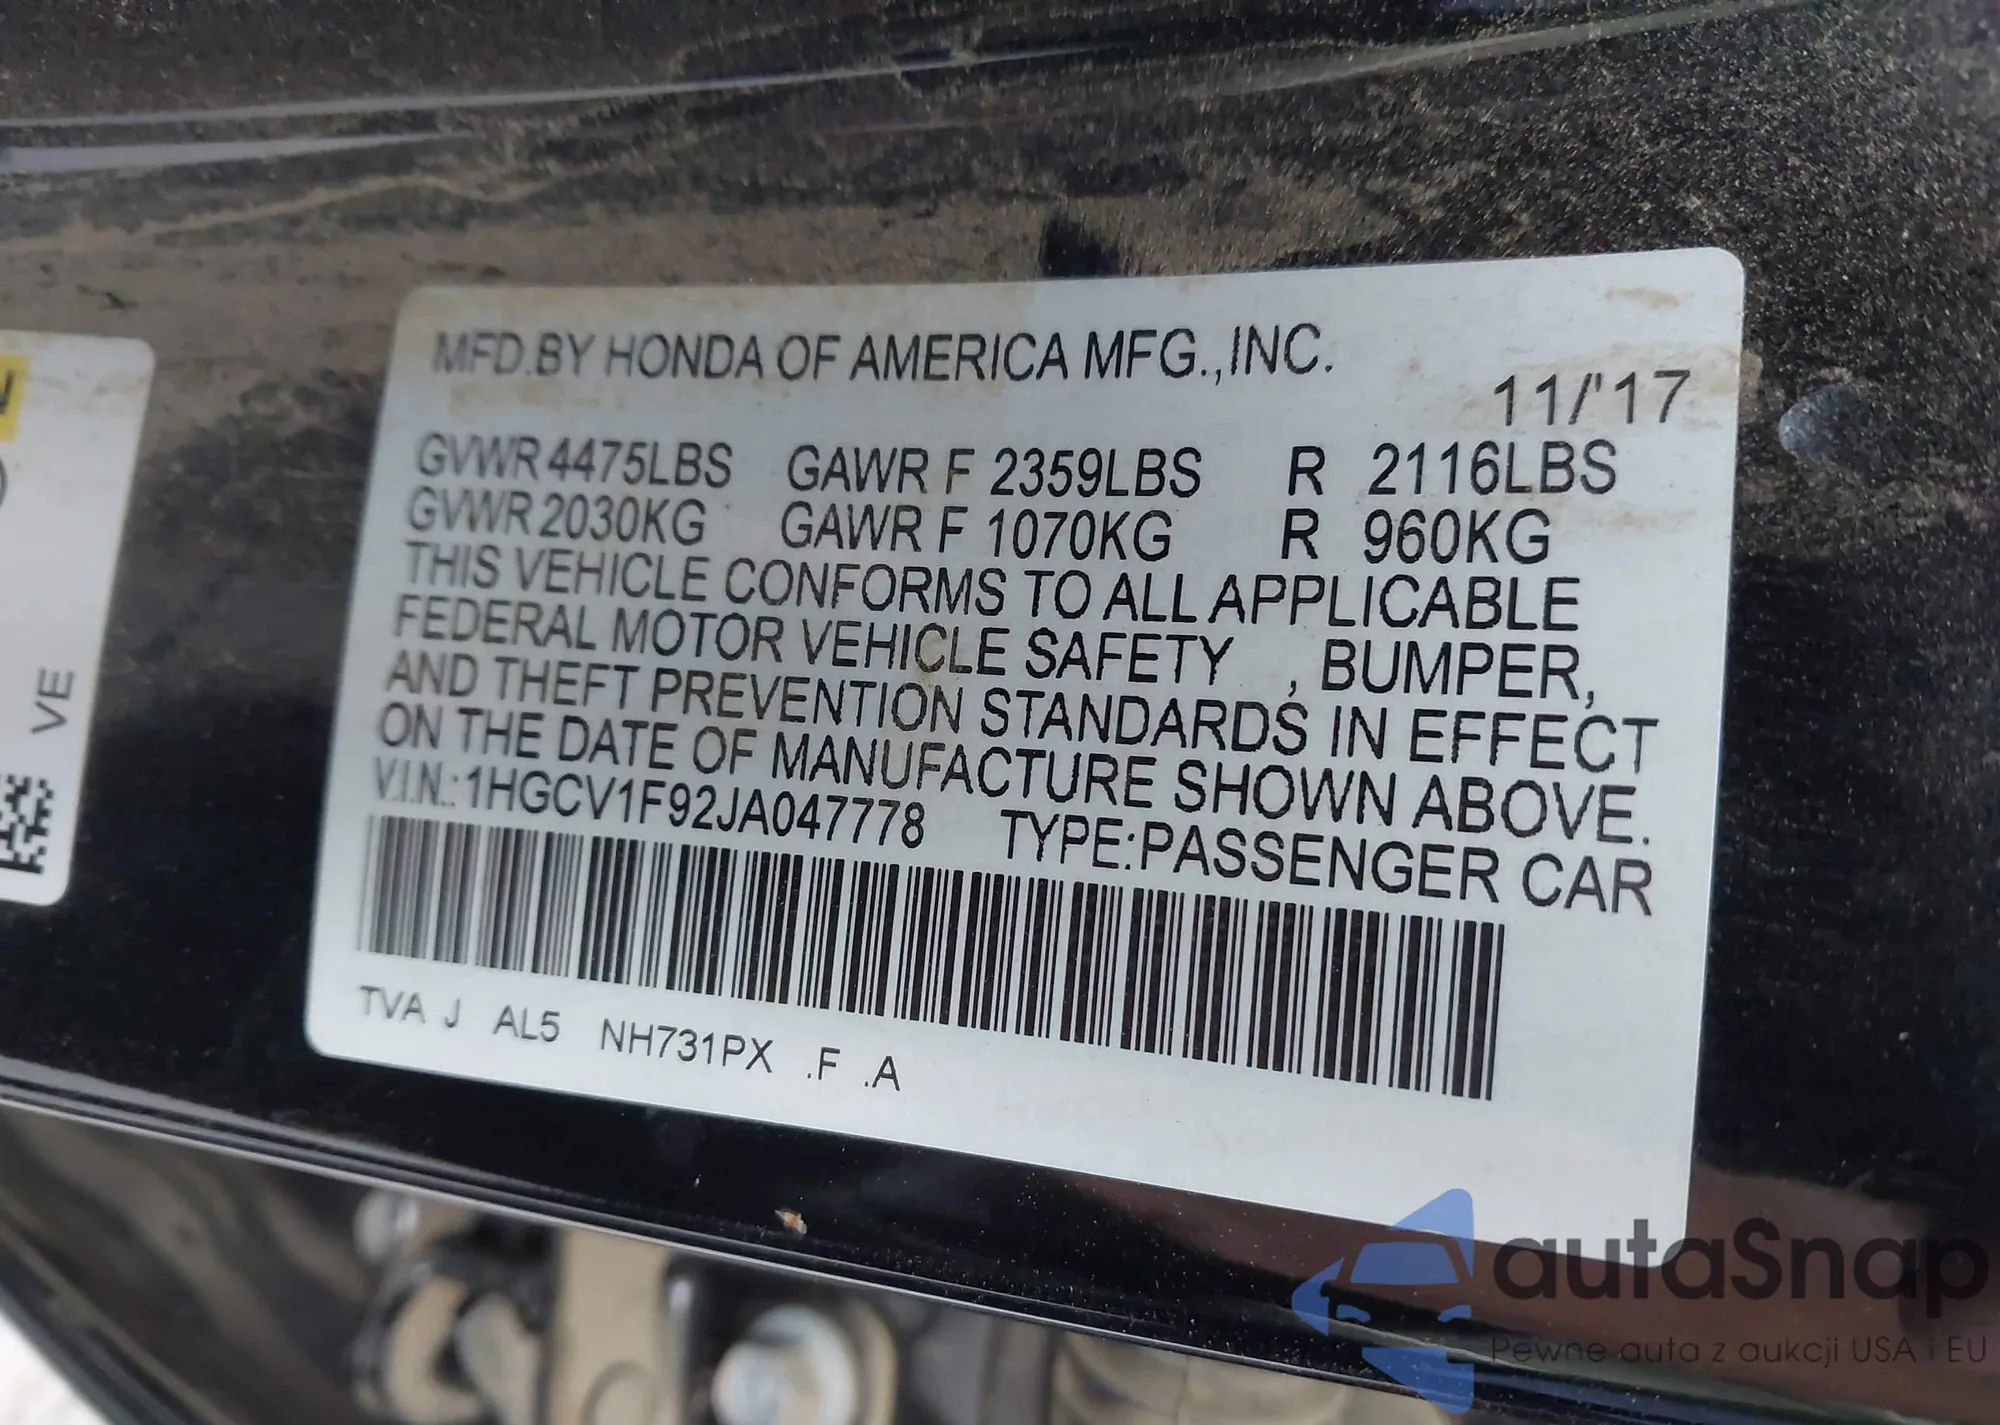 MFD.BY HONDA OF AMERICA MFG.,INC.
11/'17
GVWR 4475LBS GAWR F 2359LBS R 2116LBS
GVWR 2030KG GAWR F 1070KG R 960KG
THIS VEHICLE CONFORMS TO ALL APPLICABLE
FEDERAL MOTOR VEHICLE SAFETY , BUMPER,
AND THEFT PREVENTION STANDARDS IN EFFECT
ON THE DATE OF MANUFACTURE SHOWN ABOVE.
V.I.N.:1HGCV1F92JA047778 TYPE:PASSENGER CAR
TVA J AL5 NH731PX .F .A
VE
autaSnap
Pewne auta z aukcji USA i EU